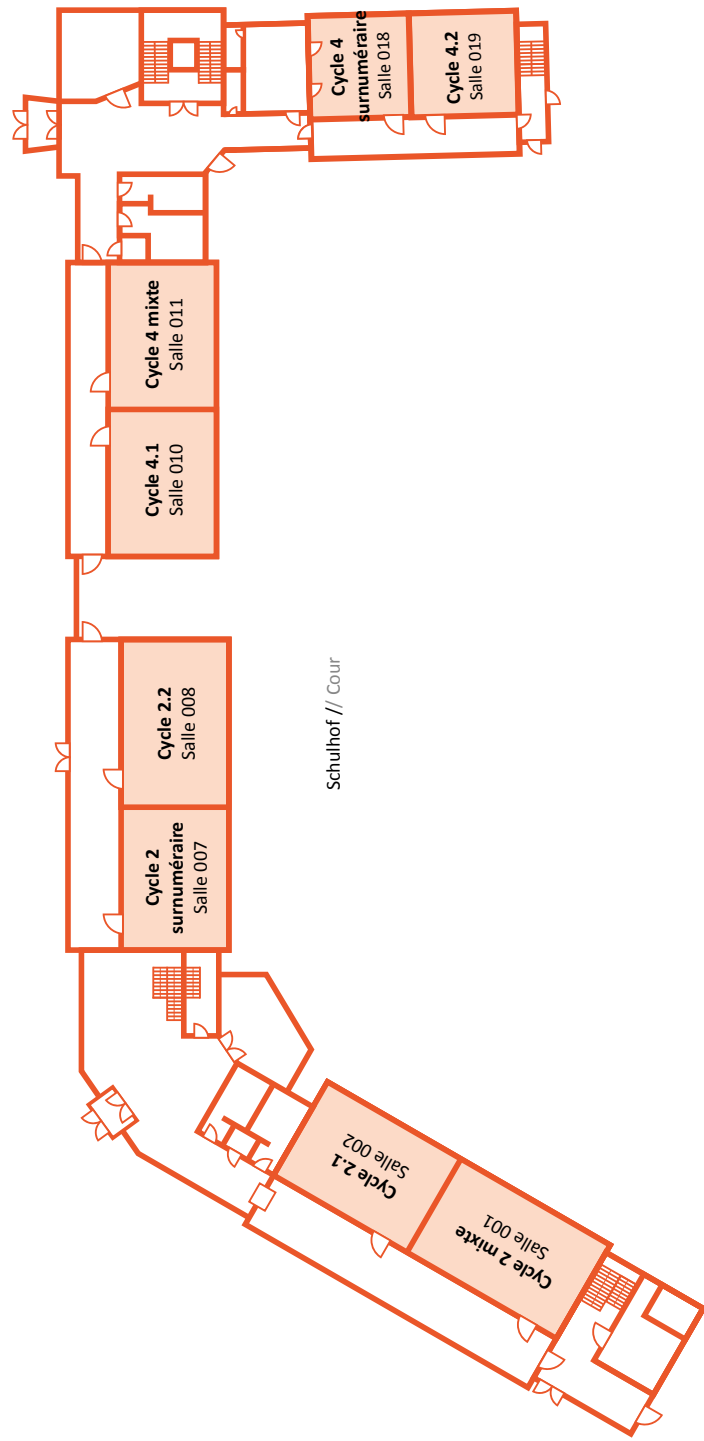 Cycle 4
surnuméraire
Salle 018
Cycle 4.2
Salle 019
Cycle 4 mixte
Salle 011
Cycle 4.1
Salle 010
Cycle 2.2
Salle 008
Schulhof // Cour
Cycle 2
surnuméraire
Salle 007
Cycle 2.1
Salle 002
Cycle 2 mixte
Salle 001